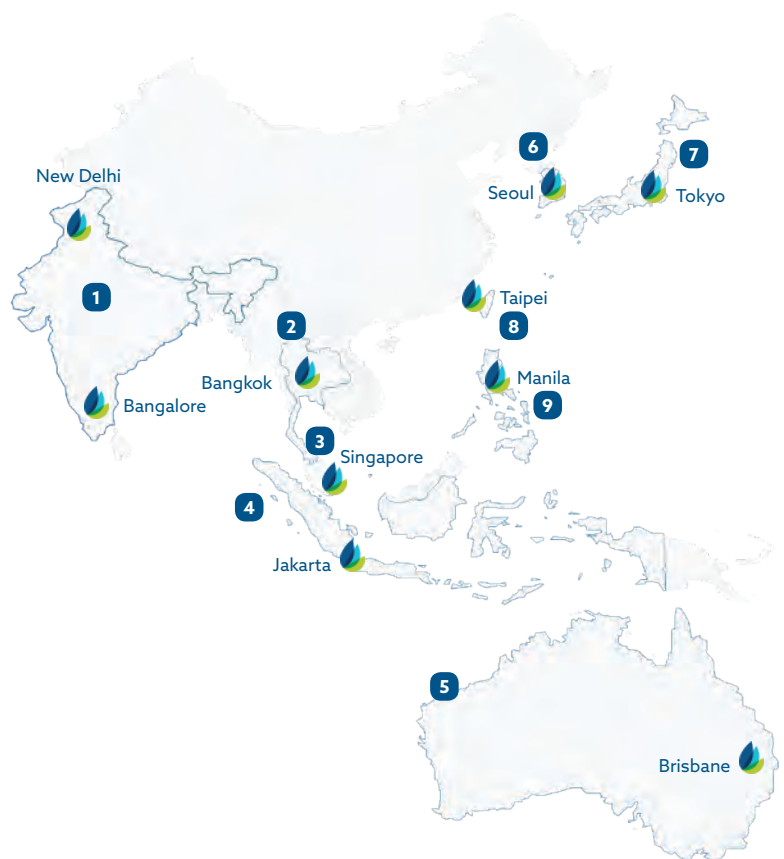 6
7
New Delhi
Seoul
Tokyo
1
Taipei
2
8
Bangkok
Manila
Bangalore
9
3
Singapore
4
Jakarta
5
Brisbane